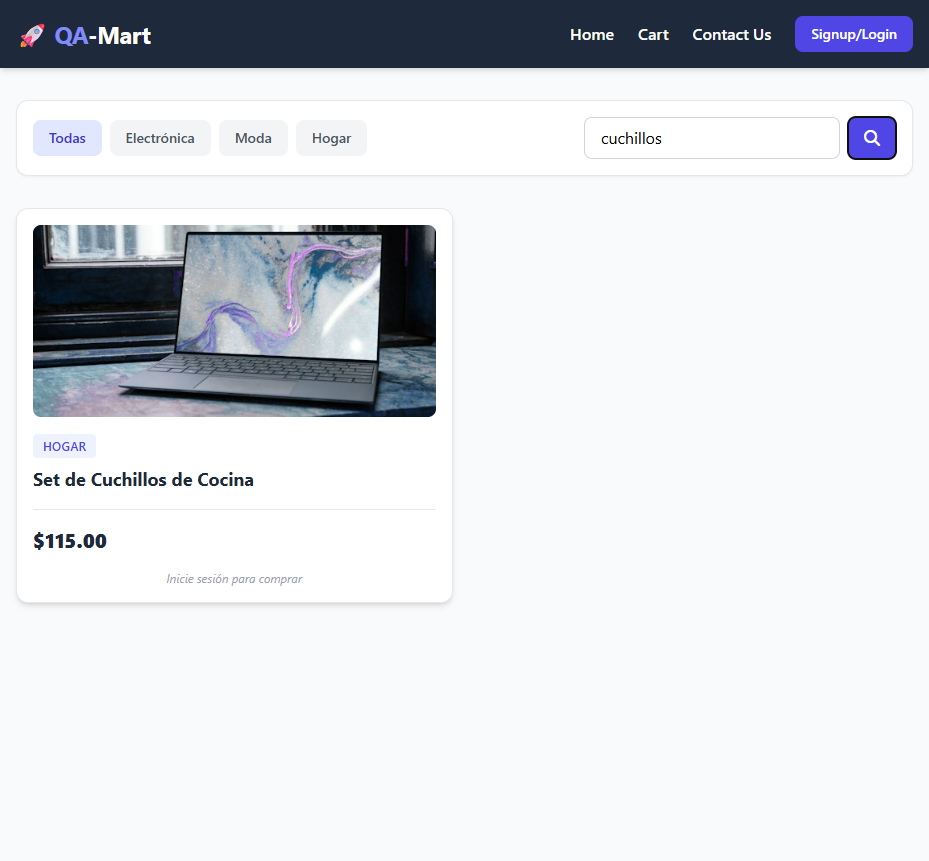 QA-Mart
Home
Cart
Contact Us
Signup/Login
Todas
Electrónica
Moda
Hogar
cuchillos
HOGAR
Set de Cuchillos de Cocina
$115.00
Inicie sesión para comprar